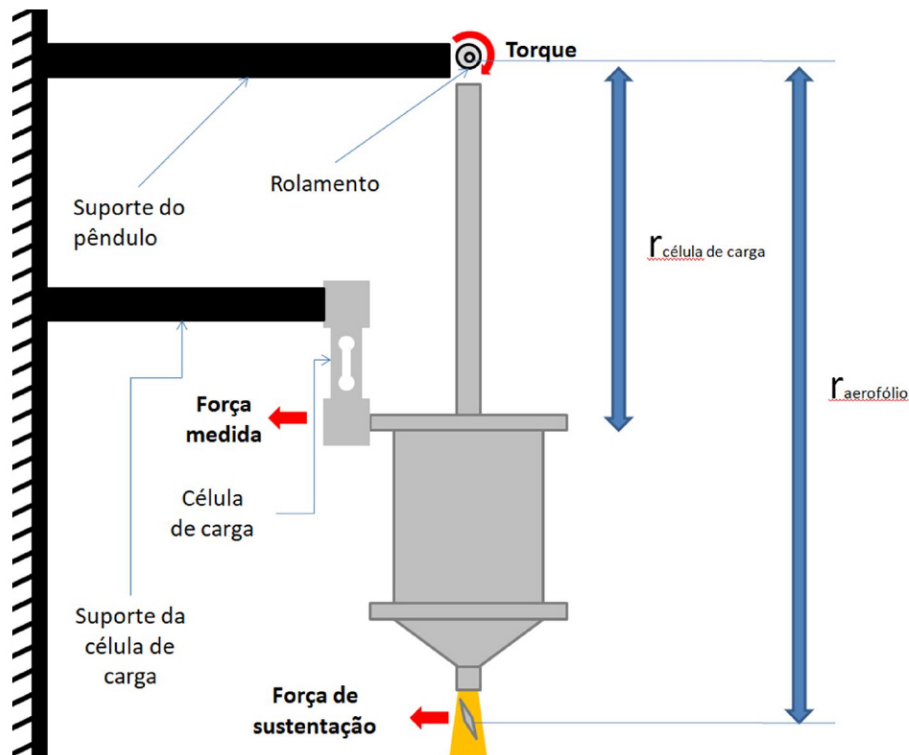 Torque
Rolamento
Suporte do
pêndulo
r célula de carga
r aerofólio
Força
medida
Célula
de carga
Suporte da
célula de
carga
Força de
sustentação